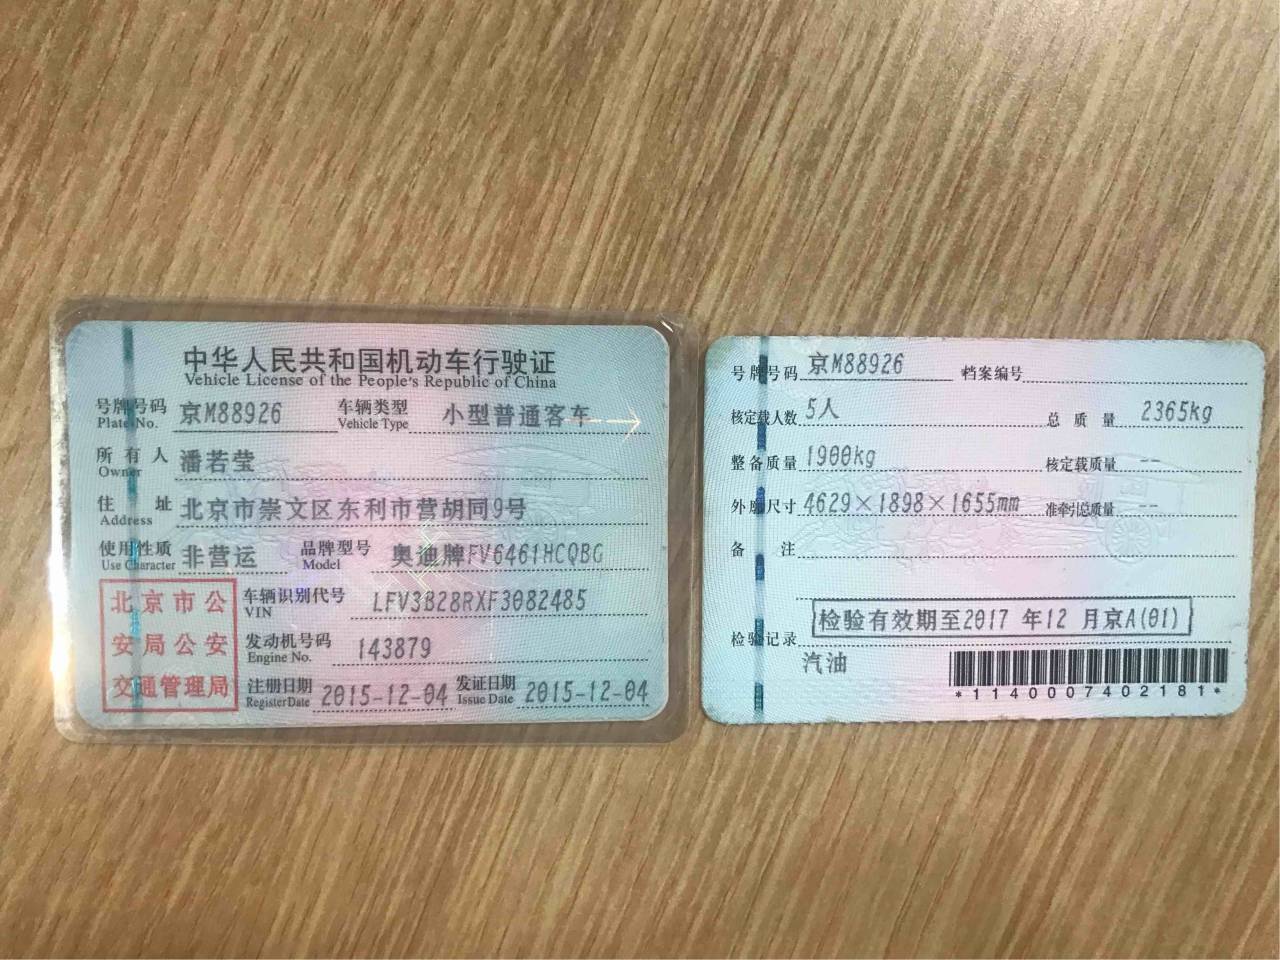 中华人民共和国机动车行驶证
Vehicle License of the People's Republic of China
号牌号码 京M88926 车辆类型 小型普通客车
Plate No. Vehicle Type
所有人 潘若莹
Owner
住址 北京市崇文区东利市营胡同9号
Address
使用性质 非营运 品牌型号 奥迪牌FV6461HCQBG
Use Character Model
北京市公
安局公安
交通管理局
车辆识别代号 LFV3B28RXF3082485
VIN
发动机号码 143879
Engine No.
注册日期 2015-12-04 发证日期 2015-12-04
Register Date Issue Date
号牌号码 京M88926 档案编号
核定载人数 5人 总质量 2365kg
整备质量 1900kg 核定载质量 --
外廓尺寸 4629×1898×1655mm 准牵引总质量 --
备注
检验记录 检验有效期至2017 年12 月京A(01)
汽油
*1140007402181*